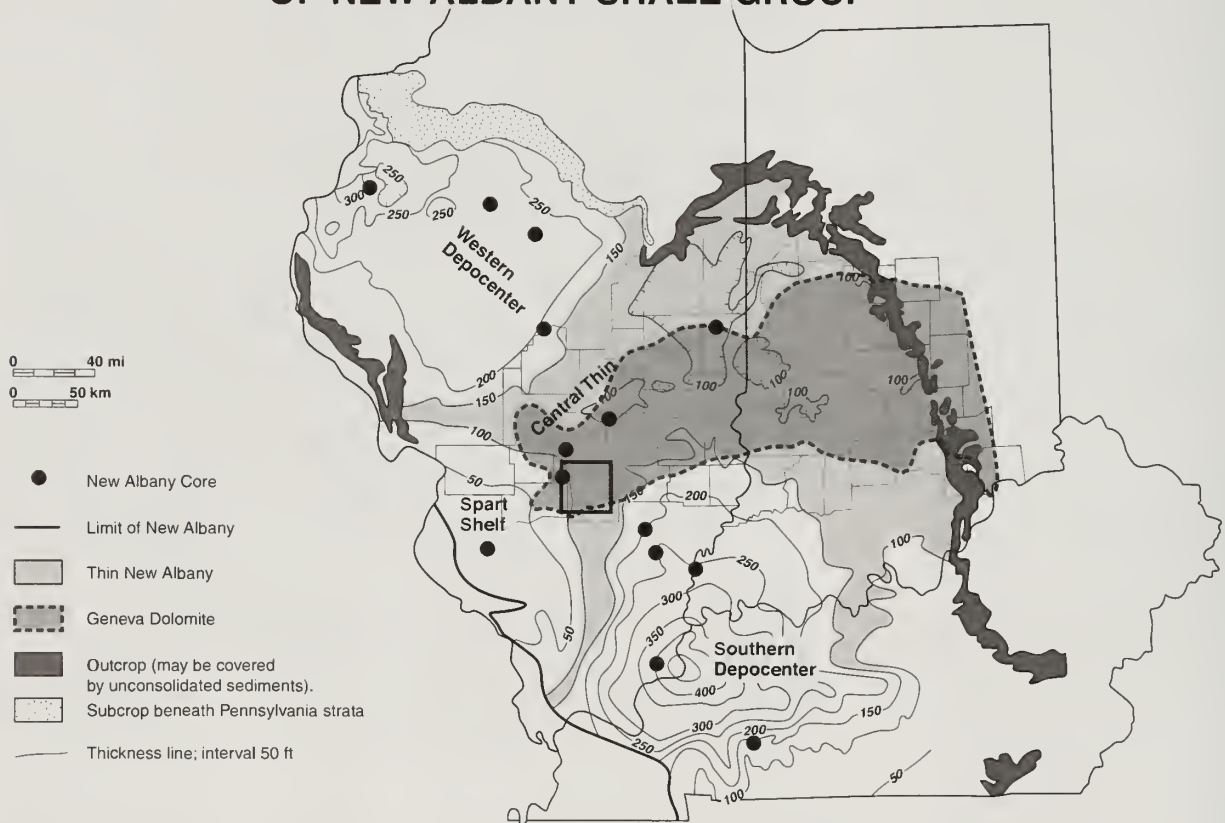 OF NEW ALBANY SHALE GROUP
250
300
250
250
250
250
Western
Depocenter
150
200
150
100
50
Central Thin
100
100
100
100
100
100
Spart
Shelf
150
200
50
250
300
350
400
Southern
Depocenter
100
300
200
150
250
100
50
0 40 mi
0 50 km
New Albany Core
Limit of New Albany
Thin New Albany
Geneva Dolomite
Outcrop (may be covered
by unconsolidated sediments).
Subcrop beneath Pennsylvania strata
Thickness line; interval 50 ft